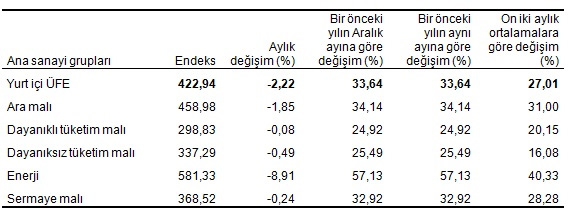 Ana sanayi grupları Endeks Aylık değişim (%) Bir önceki yılın Aralık ayına göre değişim (%) Bir önceki yılın aynı ayına göre değişim (%) On iki aylık ortalamalara göre değişim (%)
Yurt içi ÜFE 422,94 -2,22 33,64 33,64 27,01
Ara malı 458,98 -1,85 34,14 34,14 31,00
Dayanıklı tüketim malı 298,83 -0,08 24,92 24,92 20,15
Dayanıksız tüketim malı 337,29 -0,49 25,49 25,49 16,08
Enerji 581,33 -8,91 57,13 57,13 40,33
Sermaye malı 368,52 -0,24 32,92 32,92 28,28